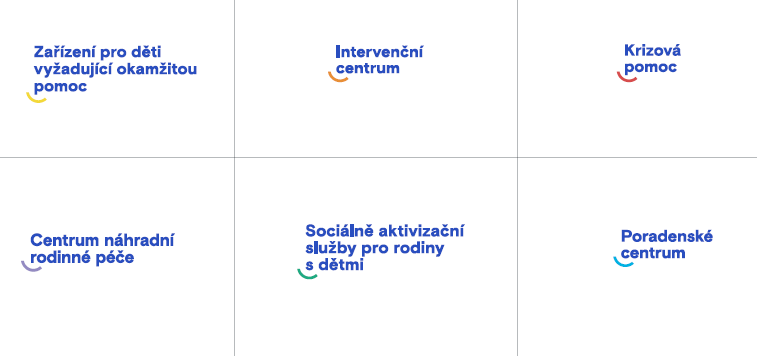 Zařízení pro děti
vyžadující okamžitou
pomoc
Intervenční
centrum
Krizová
pomoc
Centrum náhradní
rodinné péče
Sociálně aktivizační
služby pro rodiny
s dětmi
Poradenské
centrum